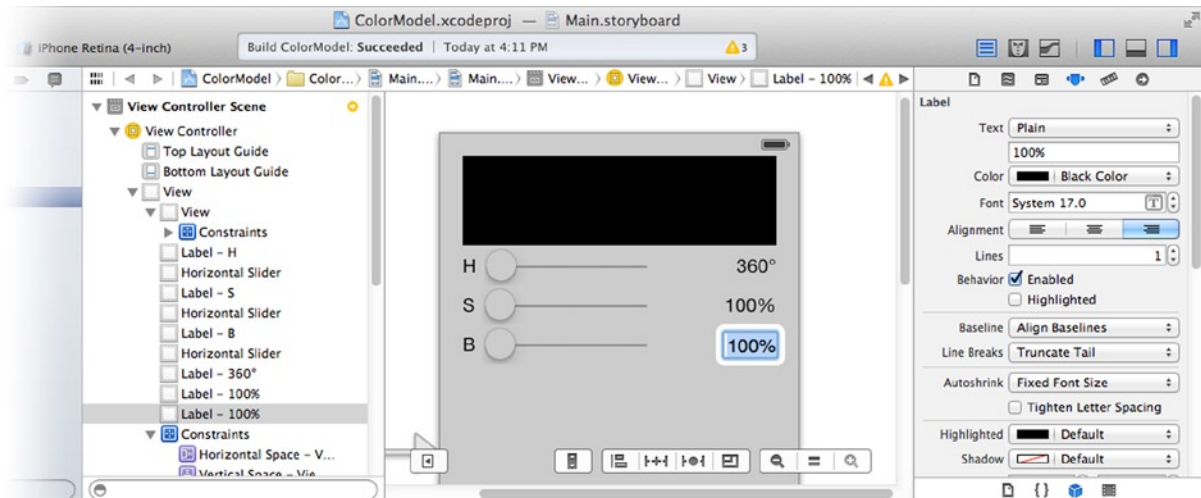 ColorModel.xcodeproj — Main.storyboard
iPhone Retina (4-inch)
Build ColorModel: Succeeded | Today at 4:11 PM
3
ColorModel 〉 Color... 〉 Main.... 〉 Main.... 〉 View... 〉 View... 〉 View 〉 Label – 100%
View Controller Scene
View Controller
Top Layout Guide
Bottom Layout Guide
View
View
Constraints
Label – H
Horizontal Slider
Label – S
Horizontal Slider
Label – B
Horizontal Slider
Label – 360°
Label – 100%
Label – 100%
Constraints
Horizontal Space – V...
Vertical Space – Vie
H 360°
S 100%
B 100%
Label
Text Plain
100%
Color Black Color
Font System 17.0 T
Alignment
Lines 1
Behavior Enabled
Highlighted
Baseline Align Baselines
Line Breaks Truncate Tail
Autoshrink Fixed Font Size
Tighten Letter Spacing
Highlighted Default
Shadow Default